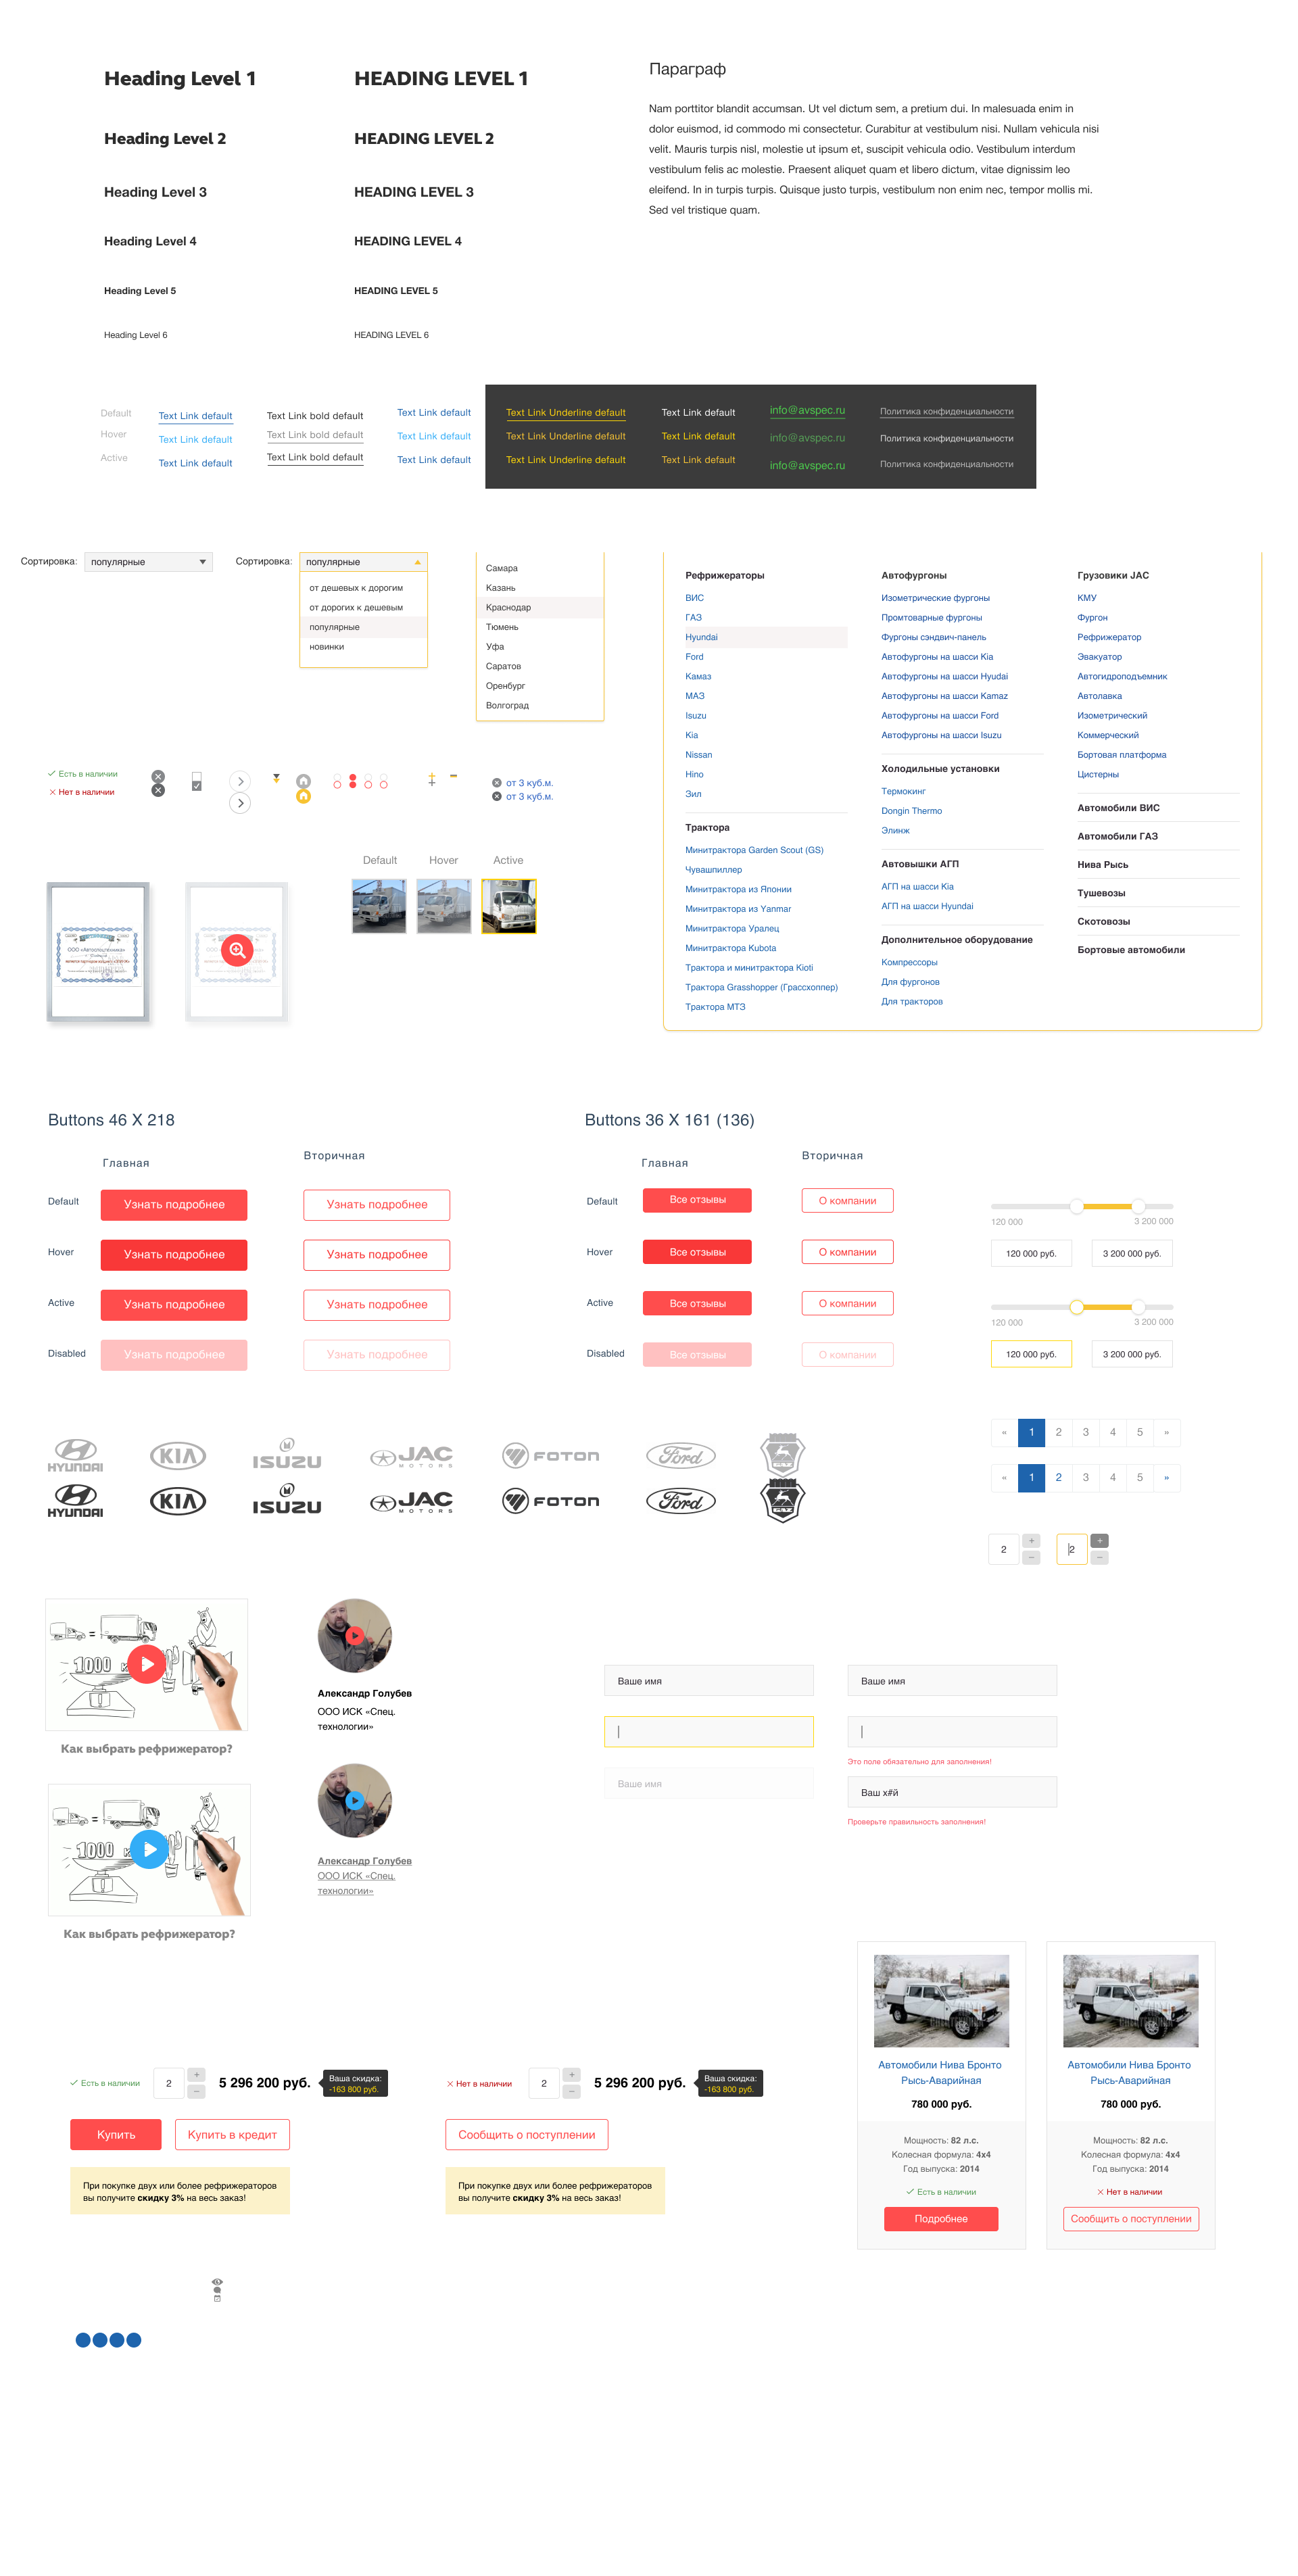 Heading Level 1
HEADING LEVEL 1
Heading Level 2
HEADING LEVEL 2
Heading Level 3
HEADING LEVEL 3
Heading Level 4
HEADING LEVEL 4
Heading Level 5
HEADING LEVEL 5
Heading Level 6
HEADING LEVEL 6
Параграф
Nam porttitor blandit accumsan. Ut vel dictum sem, a pretium dui. In malesuada enim in
dolor euismod, id commodo mi consectetur. Curabitur at vestibulum nisi. Nullam vehicula nisi
velit. Mauris turpis nisl, molestie ut ipsum et, suscipit vehicula odio. Vestibulum interdum
vestibulum felis ac molestie. Praesent aliquet quam et libero dictum, vitae dignissim leo
eleifend. In in turpis turpis. Quisque justo turpis, vestibulum non enim nec, tempor mollis mi.
Sed vel tristique quam.
Default
Hover
Active
Text Link default
Text Link default
Text Link default
Text Link bold default
Text Link bold default
Text Link bold default
Text Link default
Text Link default
Text Link default
Text Link Underline default
Text Link Underline default
Text Link Underline default
Text Link default
Text Link default
Text Link default
info@avspec.ru
info@avspec.ru
info@avspec.ru
Политика конфиденциальности
Политика конфиденциальности
Политика конфиденциальности
Сортировка:
популярные
Сортировка:
популярные
от дешевых к дорогим
от дорогих к дешевым
популярные
новинки
Самара
Казань
Краснодар
Тюмень
Уфа
Саратов
Оренбург
Волгоград
Рефрижераторы
ВИС
ГАЗ
Hyundai
Ford
Камаз
МАЗ
Isuzu
Kia
Nissan
Hino
Зил
Трактора
Минитрактора Garden Scout (GS)
Чувашпиллер
Минитрактора из Японии
Минитрактора из Yanmar
Минитрактора Уралец
Минитрактора Kubota
Трактора и минитрактора Kioti
Трактора Grasshopper (Грассхоппер)
Трактора МТЗ
Автофургоны
Изометрические фургоны
Промтоварные фургоны
Фургоны сэндвич-панель
Автофургоны на шасси Kia
Автофургоны на шасси Hyudai
Автофургоны на шасси Kamaz
Автофургоны на шасси Ford
Автофургоны на шасси Isuzu
Холодильные установки
Термокинг
Dongin Thermo
Элинж
Автовышки АГП
АГП на шасси Kia
АГП на шасси Hyundai
Дополнительное оборудование
Компрессоры
Для фургонов
Для тракторов
Грузовики JAC
КМУ
Фургон
Рефрижератор
Эвакуатор
Автогидроподъемник
Автолавка
Изометрический
Коммерческий
Бортовая платформа
Цистерны
Автомобили ВИС
Автомобили ГАЗ
Нива Рысь
Тушевозы
Скотовозы
Бортовые автомобили
Есть в наличии
Нет в наличии
от 3 куб.м.
от 3 куб.м.
Default
Hover
Active
ООО «Автоспецтехника»
Buttons 46 X 218
Главная
Вторичная
Default
Узнать подробнее
Узнать подробнее
Hover
Узнать подробнее
Узнать подробнее
Active
Узнать подробнее
Узнать подробнее
Disabled
Узнать подробнее
Узнать подробнее
Buttons 36 X 161 (136)
Главная
Вторичная
Default
Все отзывы
О компании
Hover
Все отзывы
О компании
Active
Все отзывы
О компании
Disabled
Все отзывы
О компании
120 000
3 200 000
120 000 руб.
3 200 000 руб.
120 000
3 200 000
120 000 руб.
3 200 000 руб.
HYUNDAI
KIA
ISUZU
JAC MOTORS
FOTON
Ford
HYUNDAI
KIA
ISUZU
JAC MOTORS
FOTON
Ford
« 1 2 3 4 5 »
« 1 2 3 4 5 »
2 + −
2 + −
=
1000
Как выбрать рефрижератор?
=
1000
Как выбрать рефрижератор?
Александр Голубев
ООО ИСК «Спец.
технологии»
Александр Голубев
ООО ИСК «Спец.
технологии»
Ваше имя
Ваше имя
Ваше имя
Это поле обязательно для заполнения!
Ваш х#й
Проверьте правильность заполнения!
Есть в наличии
2 + −
5 296 200 руб.
Ваша скидка:
-163 800 руб.
Купить
Купить в кредит
При покупке двух или более рефрижераторов
вы получите скидку 3% на весь заказ!
Нет в наличии
2 + −
5 296 200 руб.
Ваша скидка:
-163 800 руб.
Сообщить о поступлении
При покупке двух или более рефрижераторов
вы получите скидку 3% на весь заказ!
Автомобили Нива Бронто
Рысь-Аварийная
780 000 руб.
Мощность: 82 л.с.
Колесная формула: 4х4
Год выпуска: 2014
Есть в наличии
Подробнее
Автомобили Нива Бронто
Рысь-Аварийная
780 000 руб.
Мощность: 82 л.с.
Колесная формула: 4х4
Год выпуска: 2014
Нет в наличии
Сообщить о поступлении